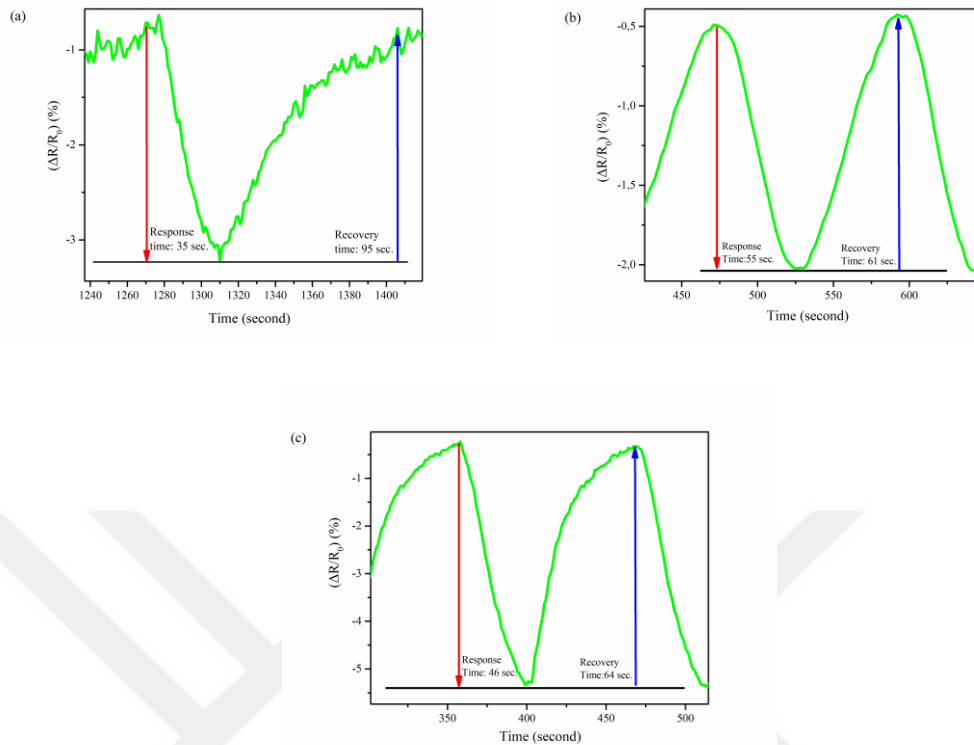 (a)
(ΔR/R₀) (%)
-1
-2
-3
Response
time: 35 sec.
Recovery
time: 95 sec.
1240 1260 1280 1300 1320 1340 1360 1380 1400
Time (second)
(b)
(ΔR/R₀) (%)
-0,5
-1,0
-1,5
-2,0
Response
Time:55 sec.
Recovery
Time: 61 sec.
450 500 550 600
Time (second)
(c)
(ΔR/R₀) (%)
-1
-2
-3
-4
-5
Response
Time: 46 sec.
Recovery
Time:64 sec.
350 400 450 500
Time (second)